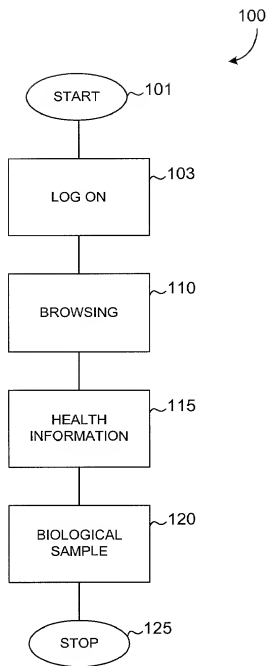 100
START 101
LOG ON 103
BROWSING 110
HEALTH 115
INFORMATION
BIOLOGICAL 120
SAMPLE
STOP 125